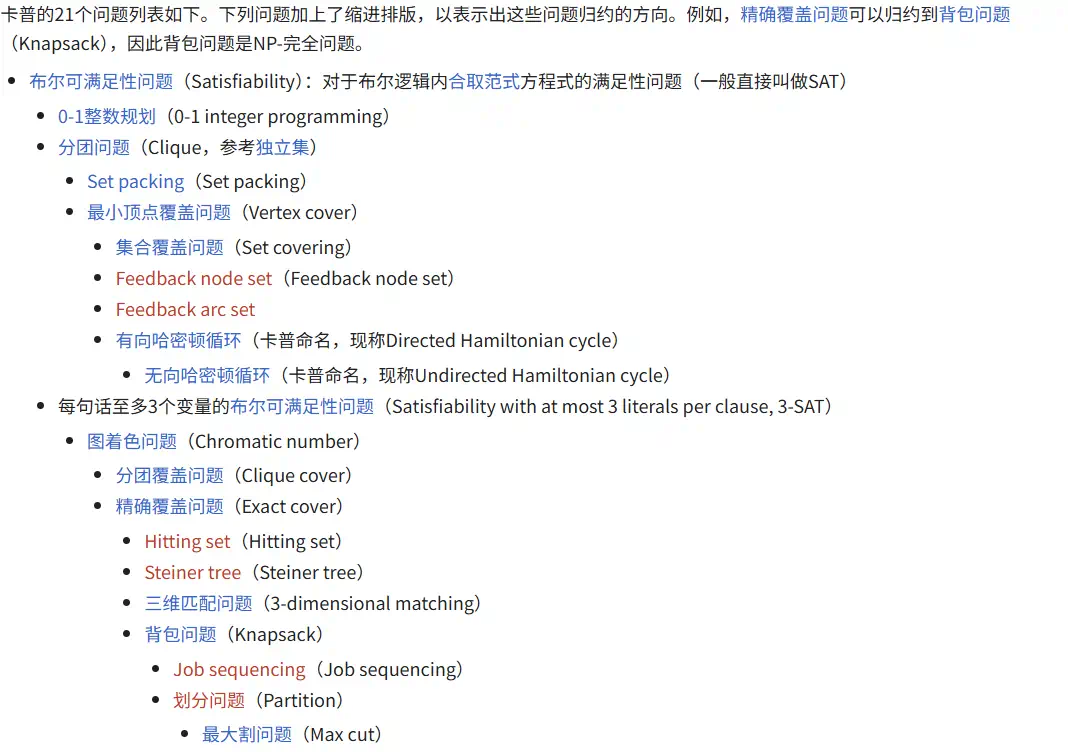 卡普的21个问题列表如下。下列问题加上了缩进排版，以表示出这些问题归约的方向。例如，精确覆盖问题可以归约到背包问题
（Knapsack），因此背包问题是NP-完全问题。
• 布尔可满足性问题（Satisfiability）：对于布尔逻辑内合取范式方程式的满足性问题（一般直接叫做SAT）
• 0-1整数规划（0-1 integer programming）
• 分团问题（Clique，参考独立集）
• Set packing（Set packing）
• 最小顶点覆盖问题（Vertex cover）
• 集合覆盖问题（Set covering）
• Feedback node set（Feedback node set）
• Feedback arc set
• 有向哈密顿循环（卡普命名，现称Directed Hamiltonian cycle）
• 无向哈密顿循环（卡普命名，现称Undirected Hamiltonian cycle）
• 每句话至多3个变量的布尔可满足性问题（Satisfiability with at most 3 literals per clause, 3-SAT）
• 图着色问题（Chromatic number）
• 分团覆盖问题（Clique cover）
• 精确覆盖问题（Exact cover）
• Hitting set（Hitting set）
• Steiner tree（Steiner tree）
• 三维匹配问题（3-dimensional matching）
• 背包问题（Knapsack）
• Job sequencing（Job sequencing）
• 划分问题（Partition）
• 最大割问题（Max cut）